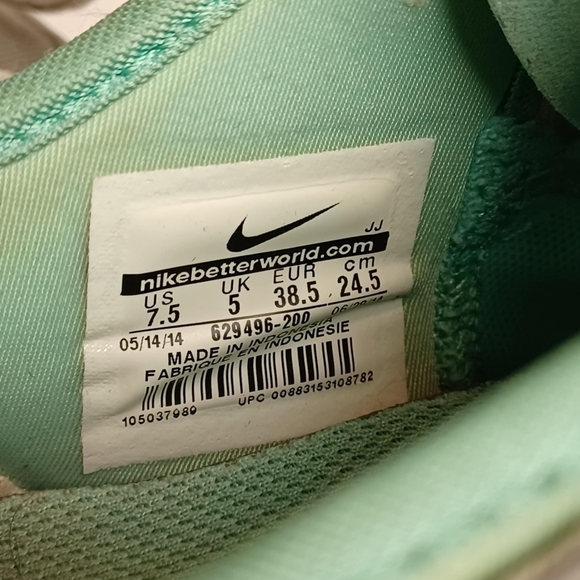 JJ
nikebetterworld.com
US UK EUR cm
7.5 5 38.5 24.5
05/14/14 629496-200
MADE IN INDONESIA
FABRIQUE EN INDONESIE
105037989 UPC 00883153108782